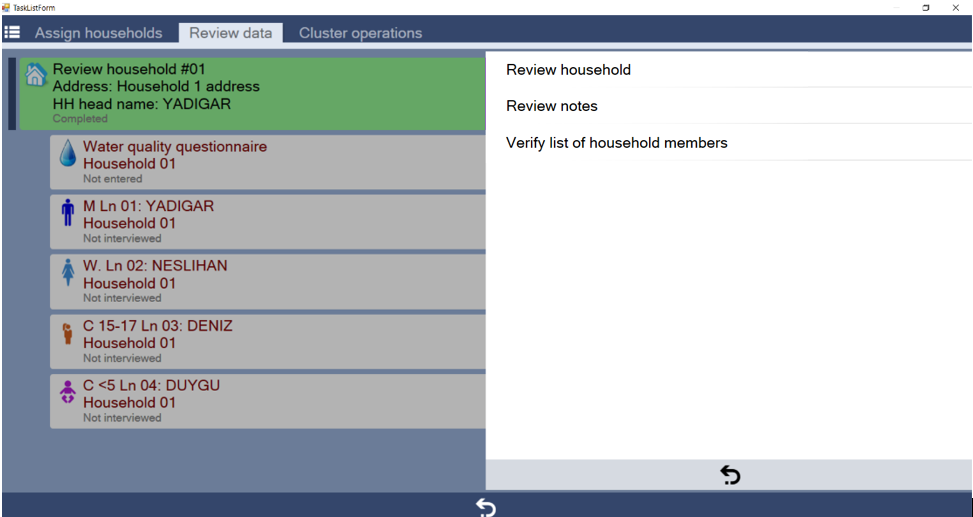 TaskListForm
Assign households
Review data
Cluster operations
Review household #01
Address: Household 1 address
HH head name: YADIGAR
Completed
Water quality questionnaire
Household 01
Not entered
M Ln 01: YADIGAR
Household 01
Not interviewed
W. Ln 02: NESLIHAN
Household 01
Not interviewed
C 15-17 Ln 03: DENIZ
Household 01
Not interviewed
C <5 Ln 04: DUYGU
Household 01
Not interviewed
Review household
Review notes
Verify list of household members